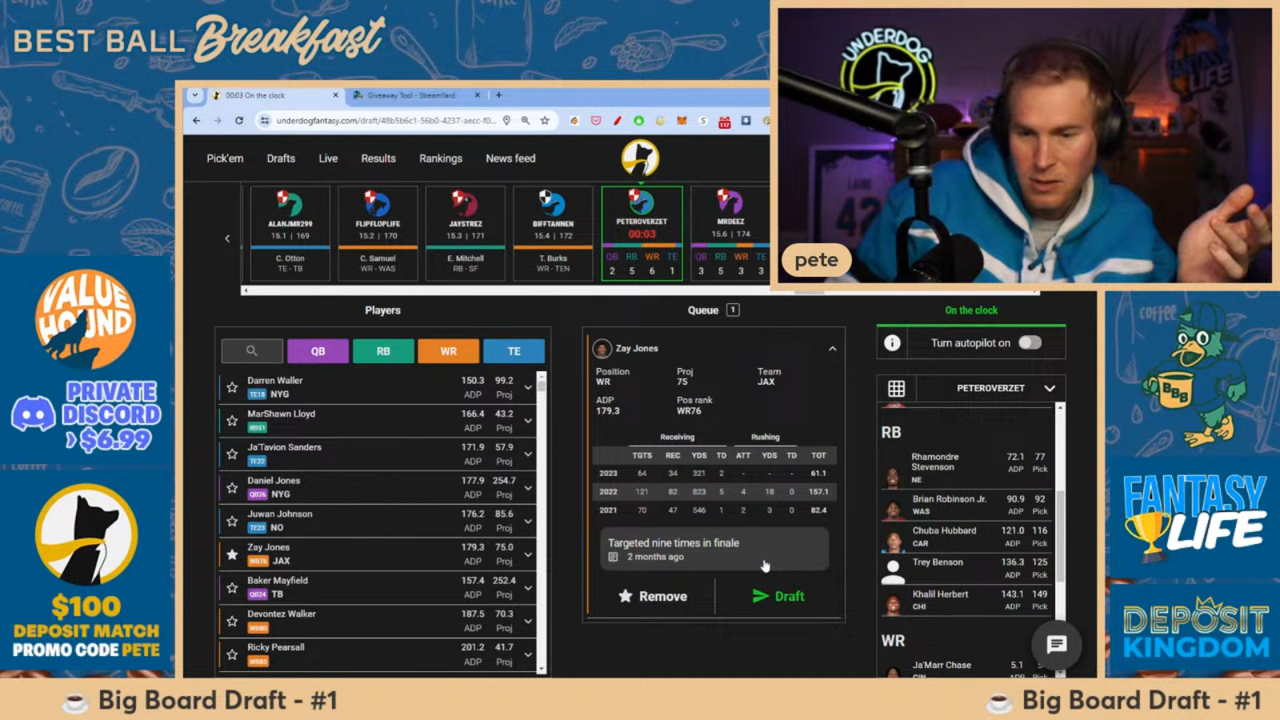 BEST BALL Breakfast
00:03 On the clock
Giveaway Tool - StreamYard
underdogfantasy.com/draft/48b5b6c1-56b0-4237-aecc-f0...
Pick'em Drafts Live Results Rankings News feed
UNDERDOG
FANTASY LIFE
pete
ALANJMR299
15.1 | 169
C. Otton
TE - TB
FLIPFLOPLIFE
15.2 | 170
C. Samuel
WR - WAS
JAYSTREZ
15.3 | 171
E. Mitchell
RB - SF
BIFFTANNEN
15.4 | 172
T. Burks
WR - TEN
PETEROVERZET
00:03
QB RB WR TE
2 5 6 1
MRDEEZ
15.6 | 174
QB RB WR TE
3 5 3 3
Players
QB RB WR TE
Darren Waller 150.3 99.2
TE18 NYG ADP Proj
MarShawn Lloyd 166.4 43.2
RB51 ADP Proj
Ja'Tavion Sanders 171.9 57.9
TE22 ADP Proj
Daniel Jones 177.9 254.7
QB26 NYG ADP Proj
Juwan Johnson 176.2 85.6
TE23 NO ADP Proj
Zay Jones 179.3 75.0
WR76 JAX ADP Proj
Baker Mayfield 157.4 252.4
QB24 TB ADP Proj
Devontez Walker 187.5 70.3
WR80 ADP Proj
Ricky Pearsall 201.2 41.7
WR85 ADP Proj
Queue 1
Zay Jones
Position Proj Team
WR 75 JAX
ADP Pos rank
179.3 WR76
Receiving Rushing
TGTS REC YDS TD ATT YDS TD TOT
2023 64 34 321 2 - - - 61.1
2022 121 82 823 5 4 18 0 157.1
2021 70 47 546 1 2 3 0 82.4
Targeted nine times in finale
2 months ago
Remove Draft
On the clock
Turn autopilot on
PETEROVERZET
RB
Rhamondre Stevenson 72.1 77
NE ADP Pick
Brian Robinson Jr. 90.9 92
WAS ADP Pick
Chuba Hubbard 121.0 116
CAR ADP Pick
Trey Benson 136.3 125
ADP Pick
Khalil Herbert 143.1 149
CHI ADP Pick
WR
Ja'Marr Chase 5.1
VALUE HOUND
PRIVATE DISCORD
> $6.99
$100
DEPOSIT MATCH
PROMO CODE PETE
BBB
FANTASY LIFE
DEPOSIT KINGDOM
Big Board Draft - #1
Big Board Draft - #1